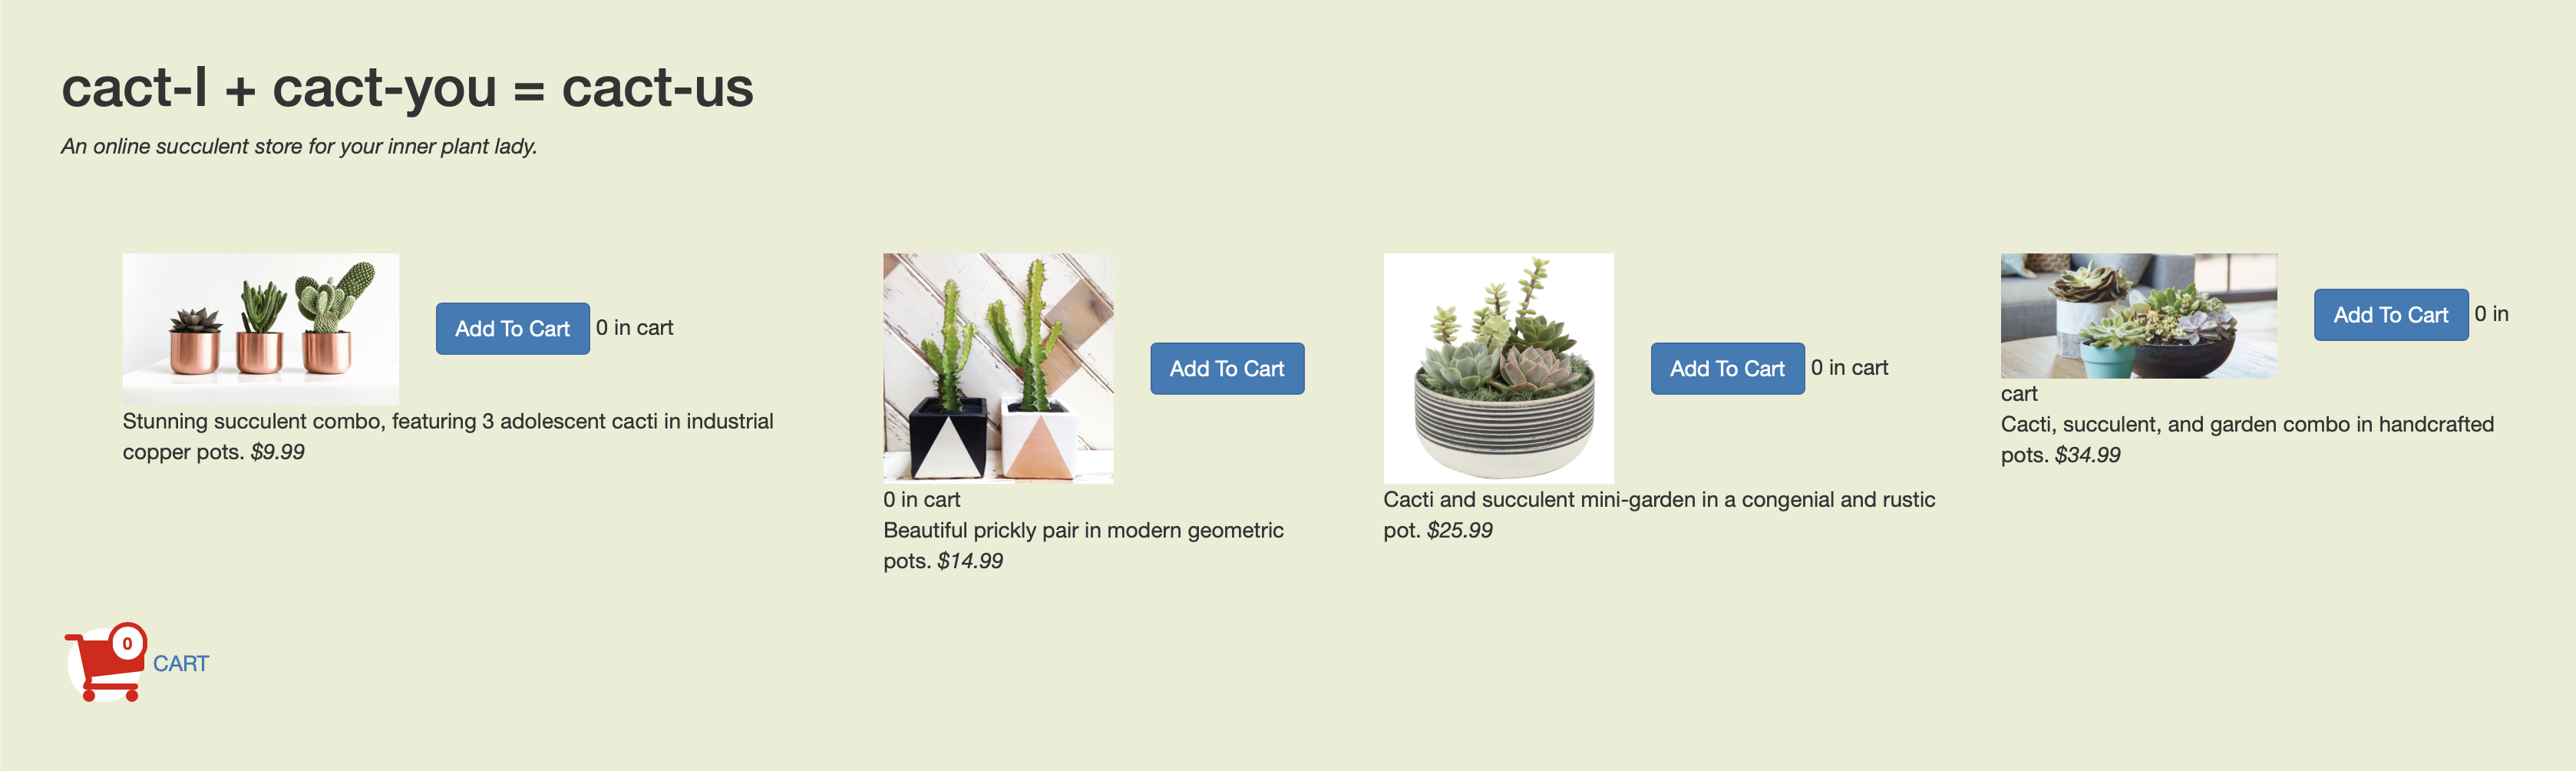 cact-I + cact-you = cact-us
An online succulent store for your inner plant lady.
Add To Cart 0 in cart
Stunning succulent combo, featuring 3 adolescent cacti in industrial
copper pots. $9.99
Add To Cart
0 in cart
Beautiful prickly pair in modern geometric
pots. $14.99
Add To Cart 0 in cart
Cacti and succulent mini-garden in a congenial and rustic
pot. $25.99
Add To Cart 0 in
cart
Cacti, succulent, and garden combo in handcrafted
pots. $34.99
0 CART